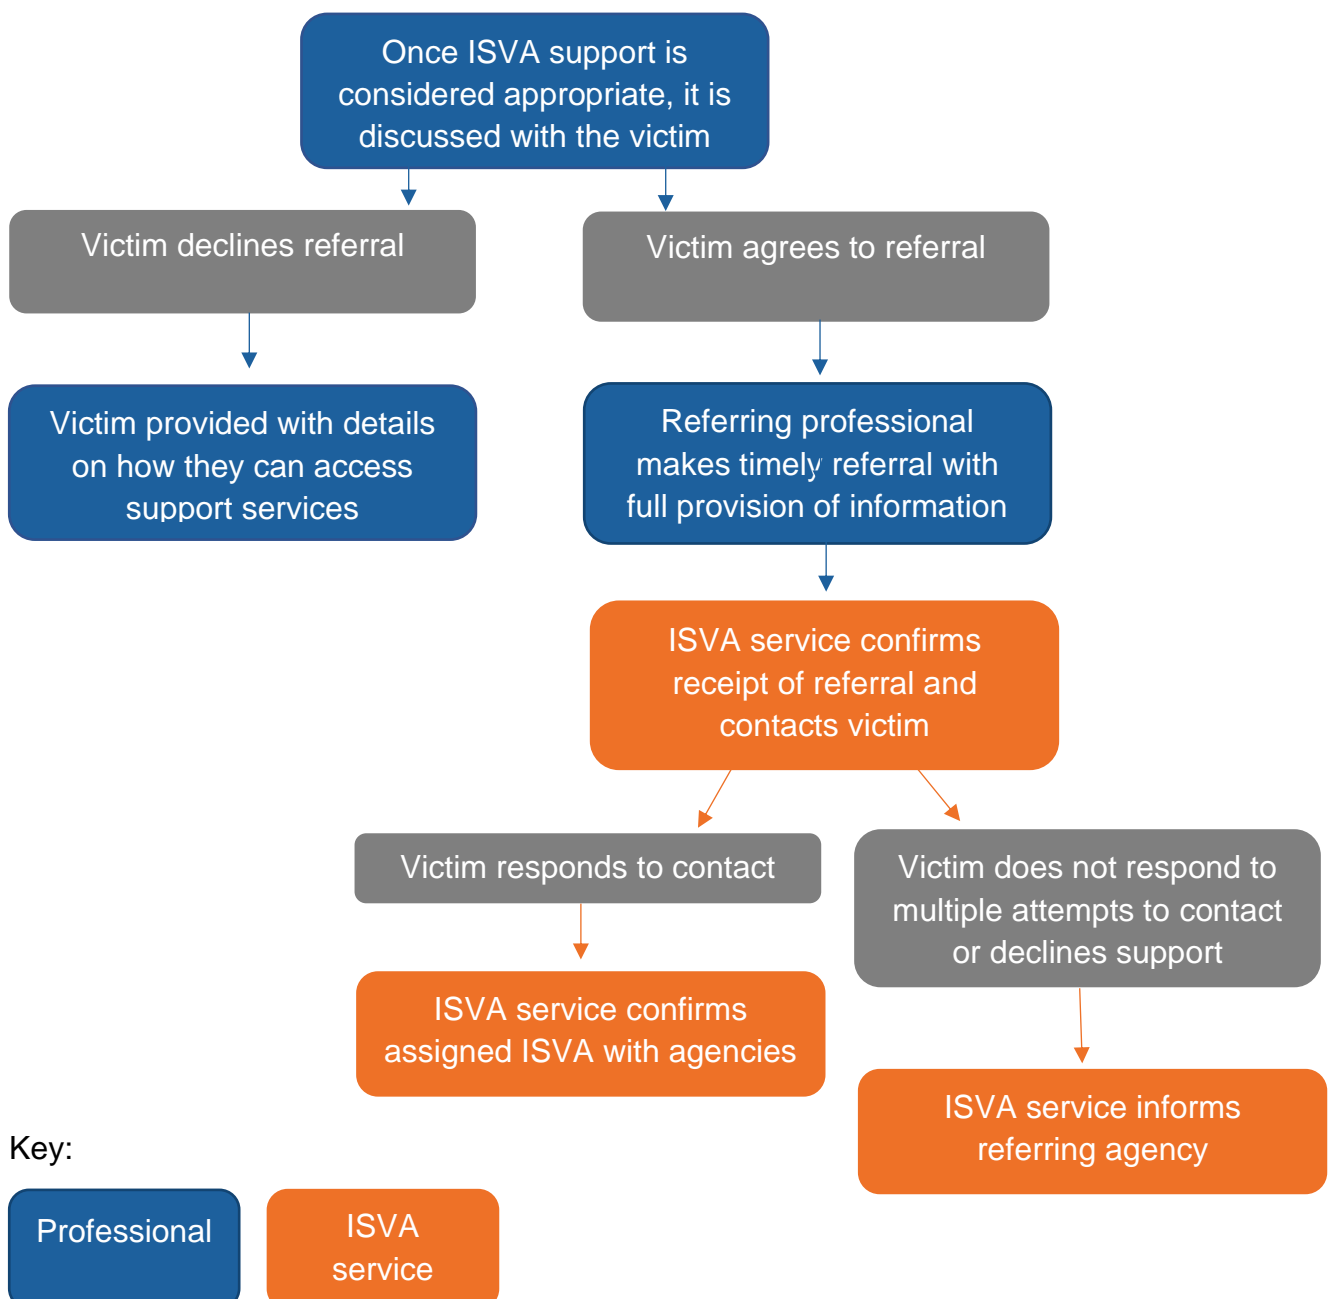 Once ISVA support is
considered appropriate, it is
discussed with the victim
Victim declines referral
Victim agrees to referral
Victim provided with details
on how they can access
support services
Referring professional
makes timely referral with
full provision of information
ISVA service confirms
receipt of referral and
contacts victim
Victim responds to contact
Victim does not respond to
multiple attempts to contact
or declines support
ISVA service confirms
assigned ISVA with agencies
ISVA service informs
referring agency
Key:
Professional
ISVA
service